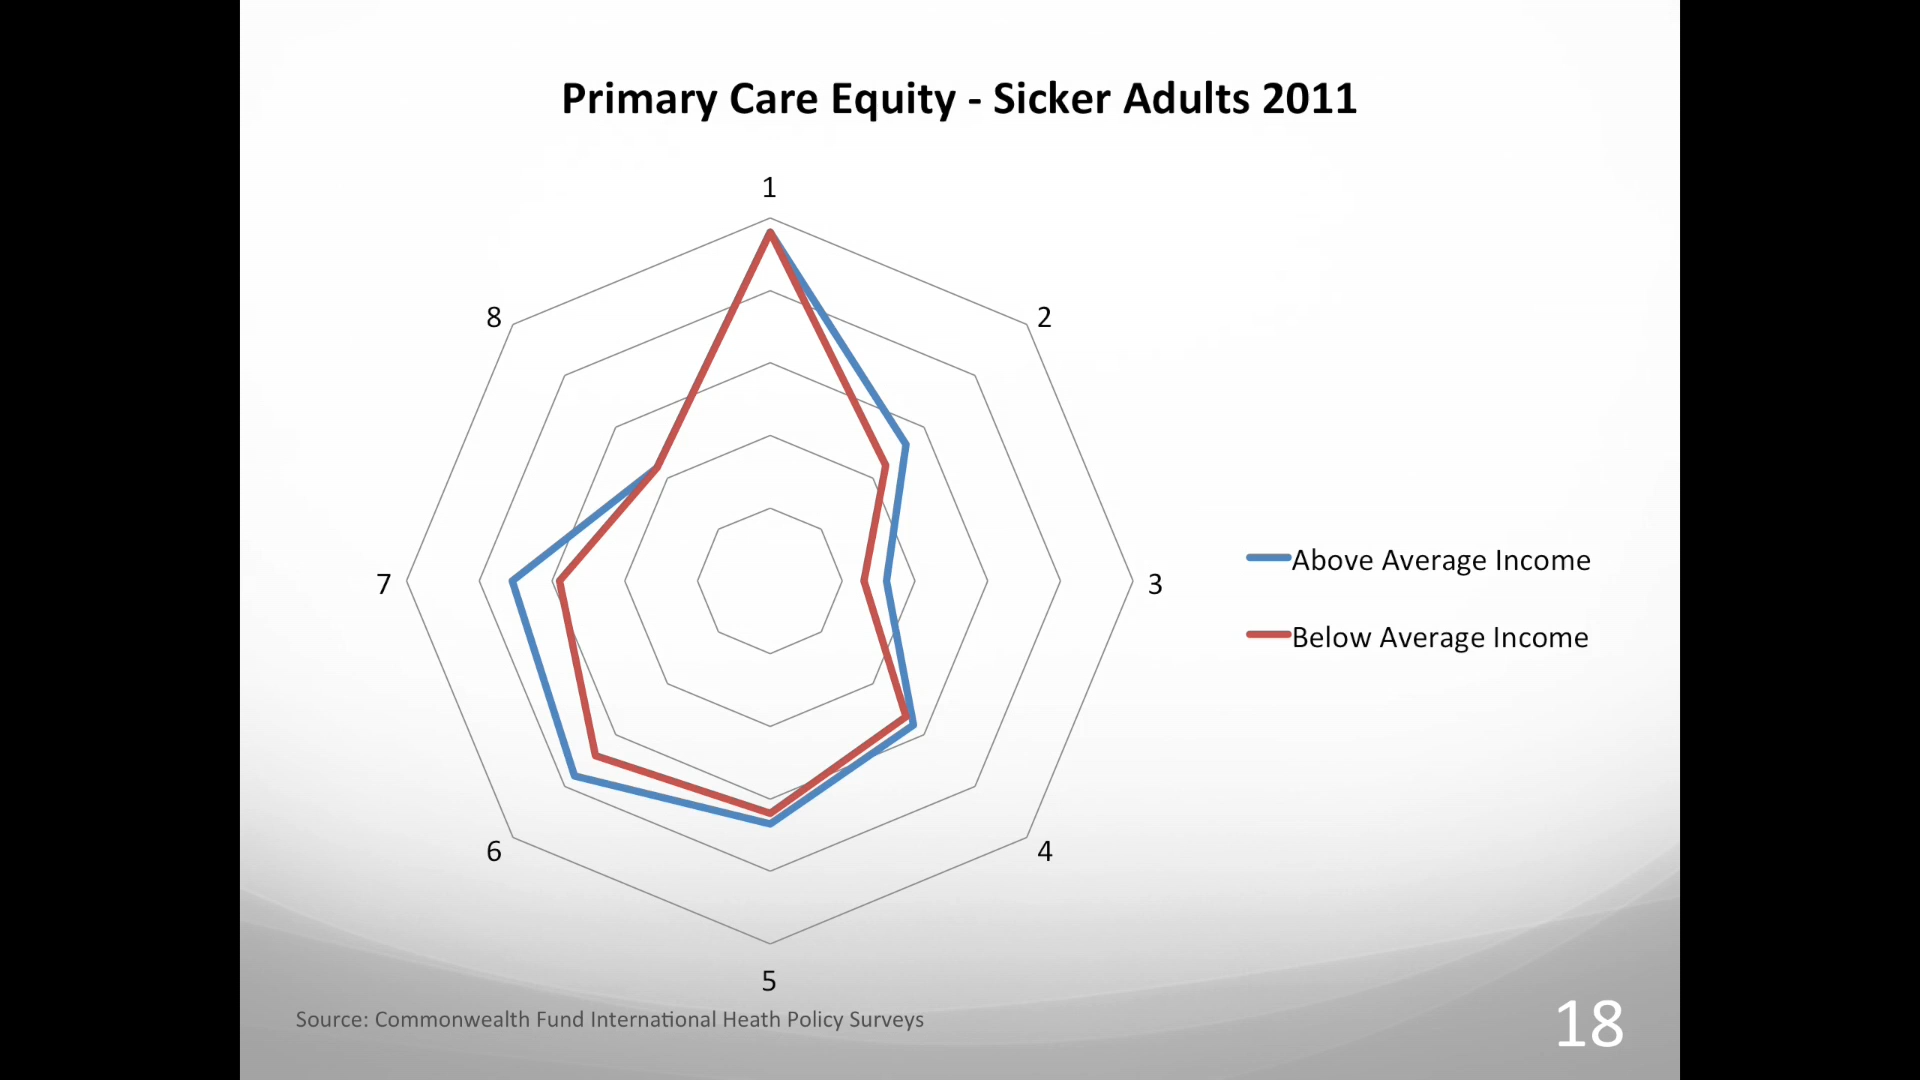 Primary Care Equity - Sicker Adults 2011
1
8
2
7
3
Above Average Income
Below Average Income
6
4
5
Source: Commonwealth Fund International Heath Policy Surveys
18